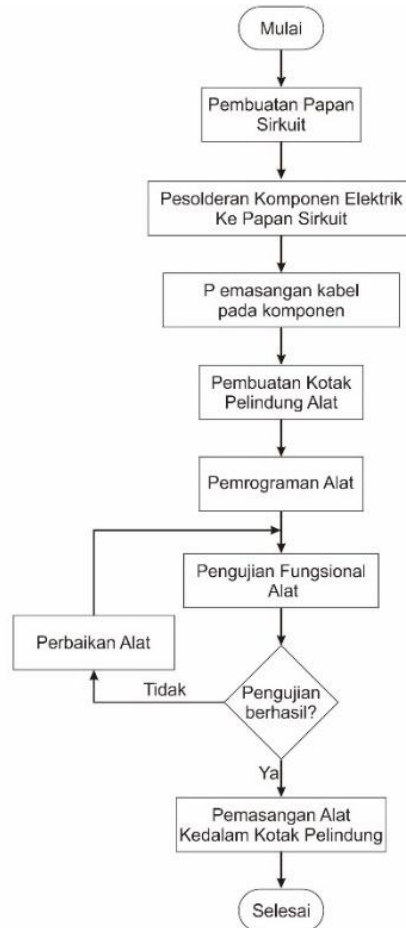 Mulai
Pembuatan Papan
Sirkuit
Pesolderan Komponen Elektrik
Ke Papan Sirkuit
P emasangan kabel
pada komponen
Pembuatan Kotak
Pelindung Alat
Pemrograman Alat
Pengujian Fungsional
Alat
Perbaikan Alat
Tidak
Pengujian
berhasil?
Ya
Pemasangan Alat
Kedalam Kotak Pelindung
Selesai